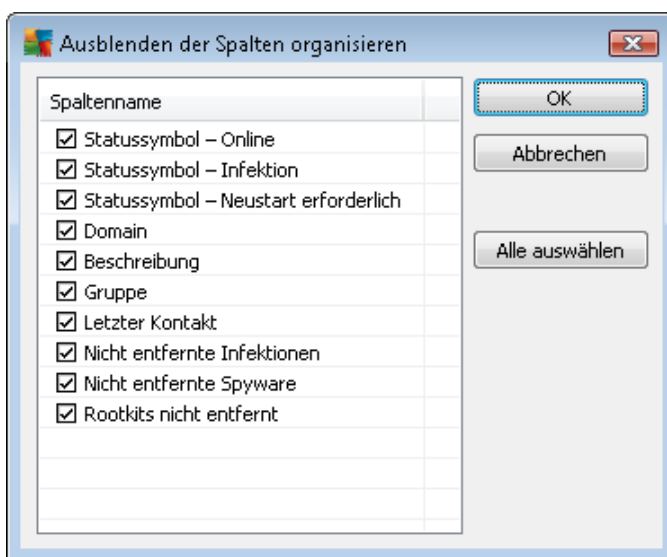 Ausblenden der Spalten organisieren
Spaltenname
Statussymbol – Online
Statussymbol – Infektion
Statussymbol – Neustart erforderlich
Domain
Beschreibung
Gruppe
Letzter Kontakt
Nicht entfernte Infektionen
Nicht entfernte Spyware
Rootkits nicht entfernt
OK
Abbrechen
Alle auswählen